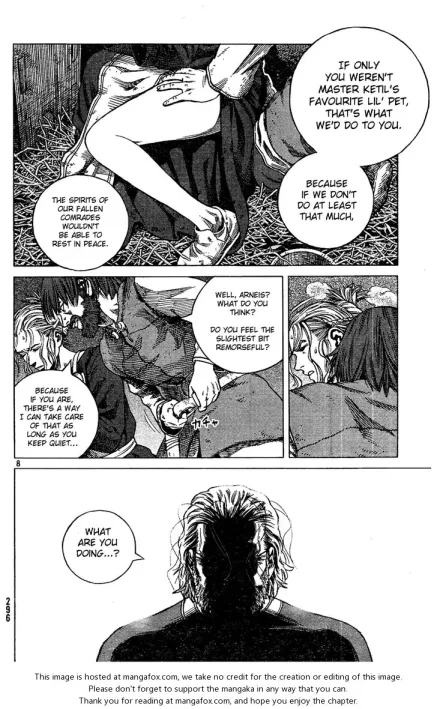 IF ONLY
YOU WEREN'T
MASTER KETIL'S
FAVOURITE LIL' PET,
THAT'S WHAT
WE'D DO TO YOU.
BECAUSE
IF WE DON'T
DO AT LEAST
THAT MUCH,
THE SPIRITS OF
OUR FALLEN
COMRADES
WOULDN'T
BE ABLE TO
REST IN PEACE.
WELL, ARNEIS?
WHAT DO YOU
THINK?
DO YOU FEEL THE
SLIGHTEST BIT
REMORSEFUL?
BECAUSE
IF YOU ARE,
THERE'S A WAY
I CAN TAKE CARE
OF THAT AS
LONG AS YOU
KEEP QUIET...
カチャ
8
WHAT
ARE YOU
DOING...?
296
This image is hosted at mangafox.com, we take no credit for the creation or editing of this image.
Please don't forget to support the mangaka in any way that you can.
Thank you for reading at mangafox.com, and hope you enjoy the chapter.